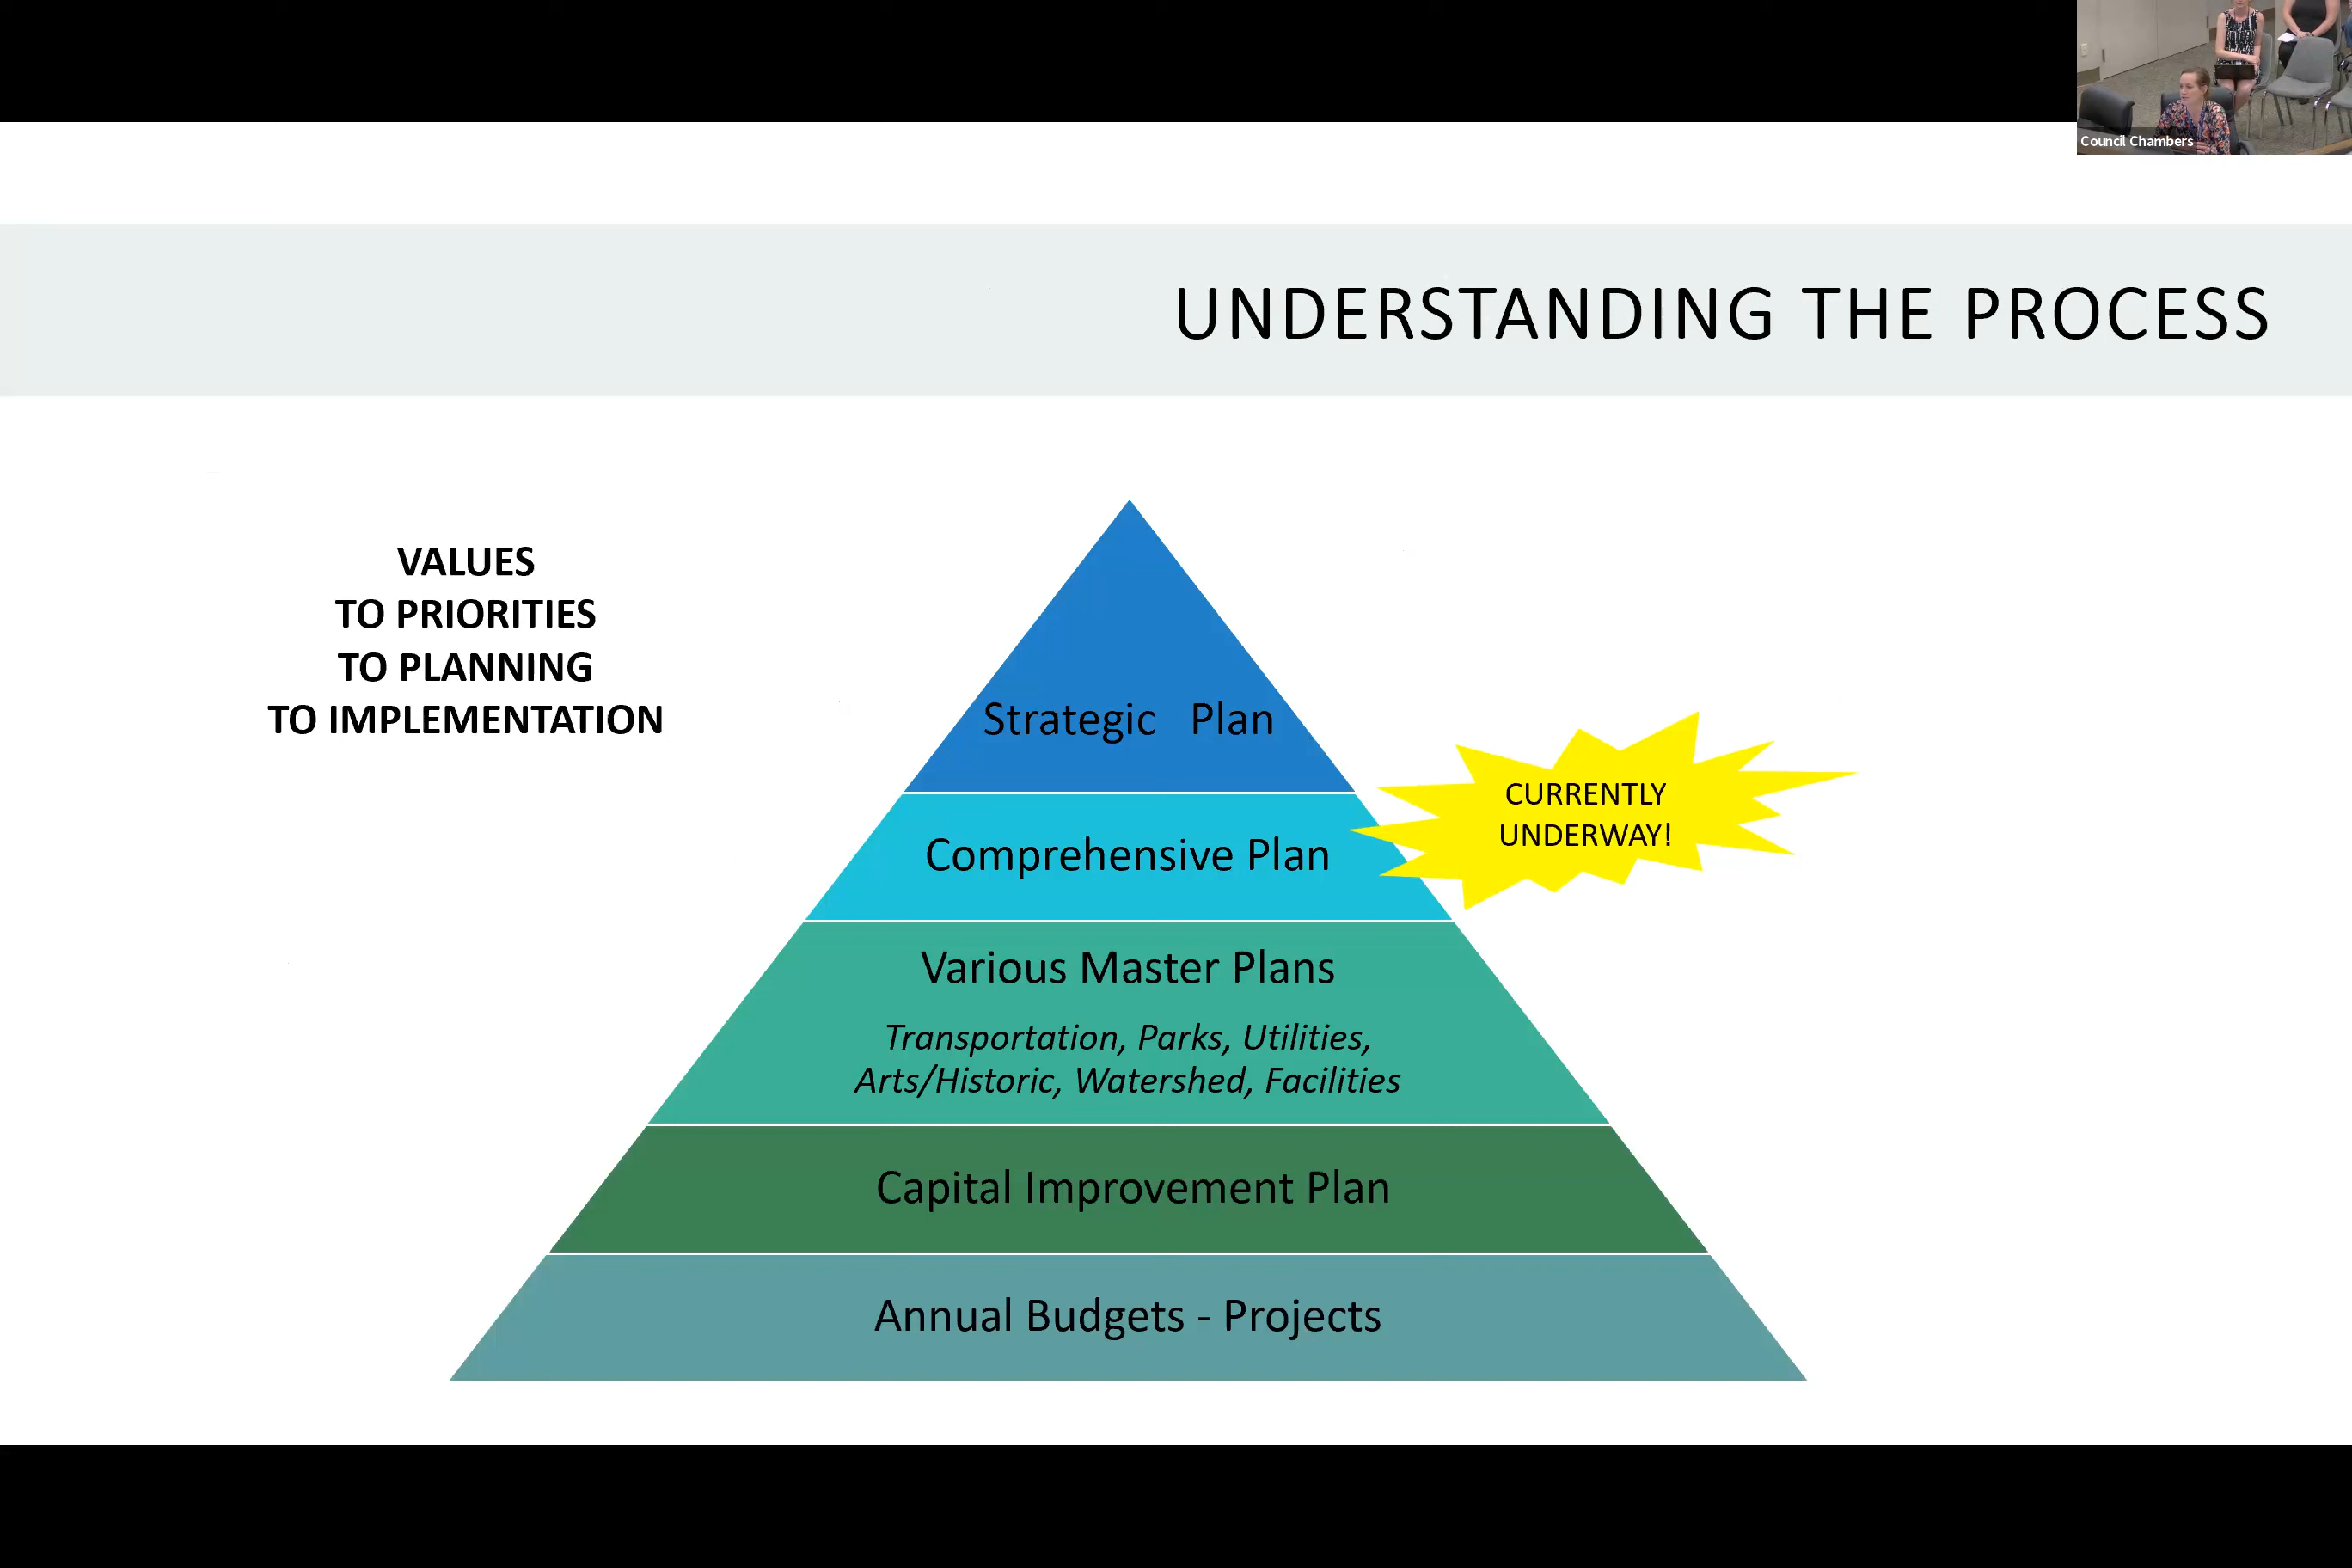 Council Chambers
UNDERSTANDING THE PROCESS
VALUES
TO PRIORITIES
TO PLANNING
TO IMPLEMENTATION
Strategic Plan
CURRENTLY
UNDERWAY!
Comprehensive Plan
Various Master Plans
Transportation, Parks, Utilities,
Arts/Historic, Watershed, Facilities
Capital Improvement Plan
Annual Budgets - Projects